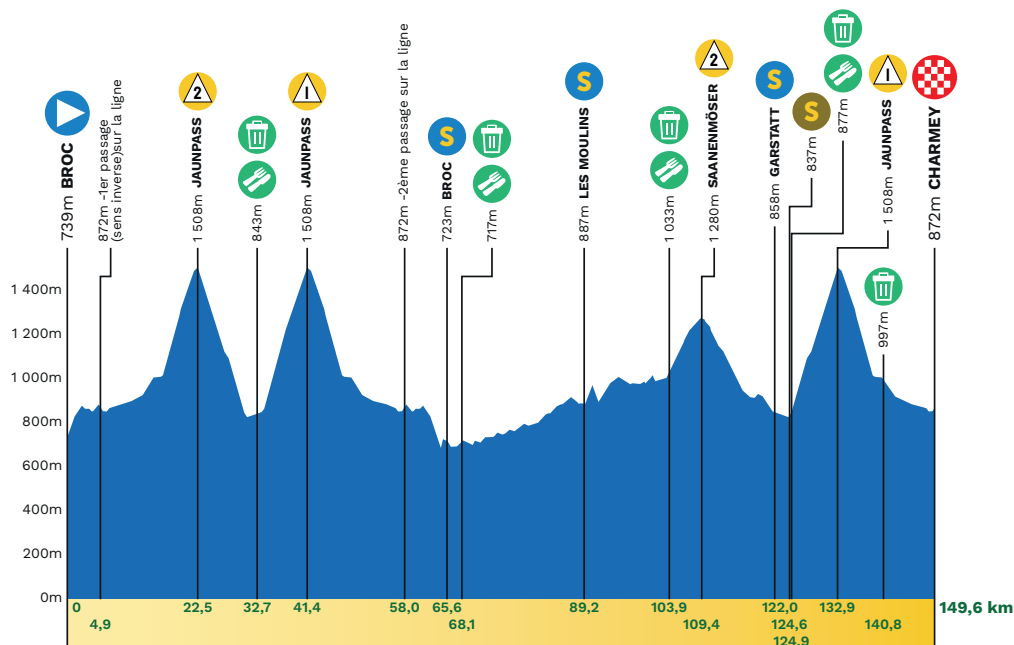 739m BROC
872m -1er passage
(sens inverse)sur la ligne
2
1 508m JAUNPASS
843m
1
1 508m JAUNPASS
872m -2ème passage sur la ligne
S
723m BROC
717m
S
887m LES MOULINS
1 033m
2
1 280m SAANENMÖSER
S
858m GARSTATT
S
837m
877m
1
1 508m JAUNPASS
997m
872m CHARMEY
1 400m
1 200m
1 000m
800m
600m
400m
200m
0m
0
4,9
22,5
32,7
41,4
58,0
65,6
68,1
89,2
103,9
109,4
122,0
124,6
124,9
132,9
140,8
149,6 km